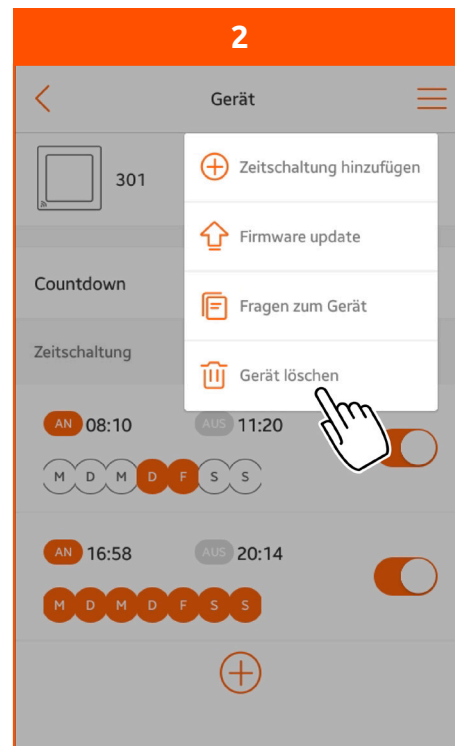 2
Gerät
301
Zeitschaltung hinzufügen
Firmware update
Countdown
Fragen zum Gerät
Zeitschaltung
Gerät löschen
AN 08:10 AUS 11:20
M D M D F S S
AN 16:58 AUS 20:14
M D M D F S S